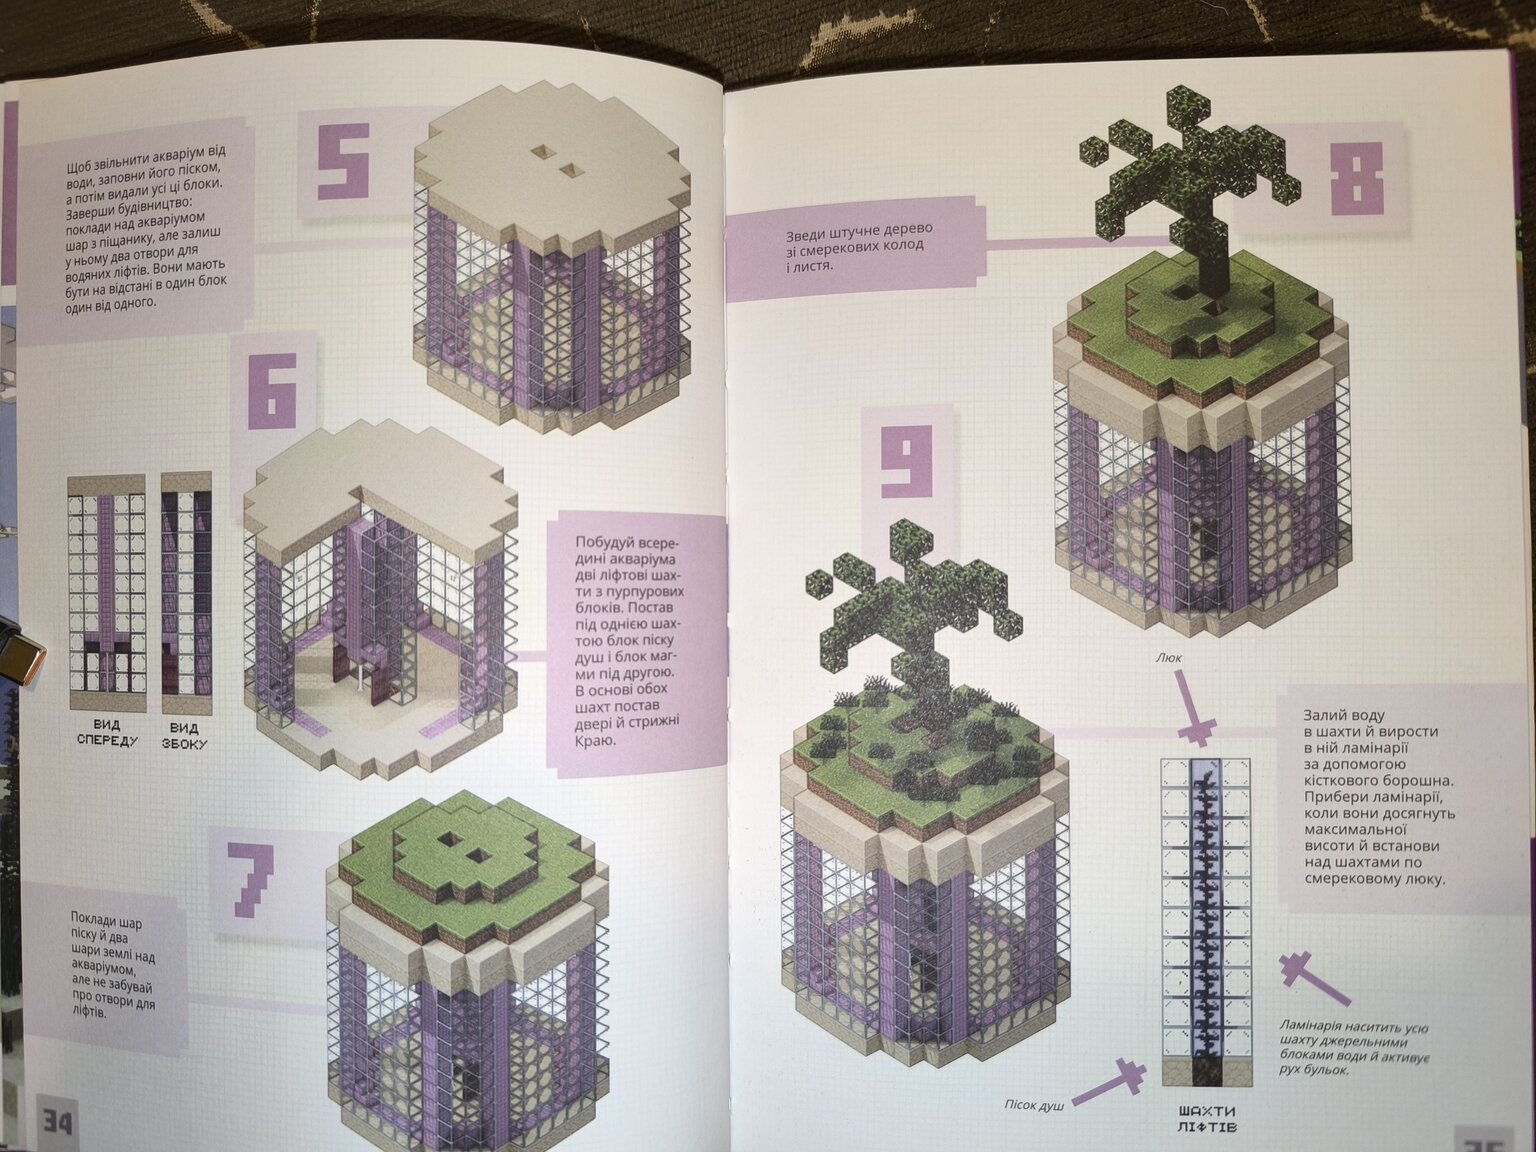 5
Щоб звільнити акваріум від
води, заповни його піском,
а потім видали усі ці блоки.
Заверши будівництво:
поклади над акваріумом
шар з піщанику, але залиш
у ньому два отвори для
водяних ліфтів. Вони мають
бути на відстані в один блок
один від одного.
6
ВИД
СПЕРЕДУ
ВИД
ЗБОКУ
Побудуй всере-
дині акваріума
дві ліфтові шах-
ти з пурпурових
блоків. Постав
під однією шах-
тою блок піску
душ і блок маг-
ми під другою.
В основі обох
шахт постав
двері й стрижні
Краю.
7
Поклади шар
піску й два
шари землі над
акваріумом,
але не забувай
про отвори для
ліфтів.
34
8
Зведи штучне дерево
зі смерекових колод
і листя.
9
Люк
Залий воду
в шахти й вирости
в ній ламінарії
за допомогою
кісткового борошна.
Прибери ламінарії,
коли вони досягнуть
максимальної
висоти й встанови
над шахтами по
смерековому люку.
Ламінарія наситить усю
шахту джерельними
блоками води й активує
рух бульок.
Пісок душ
ШАХТИ
ЛІФТІВ
35